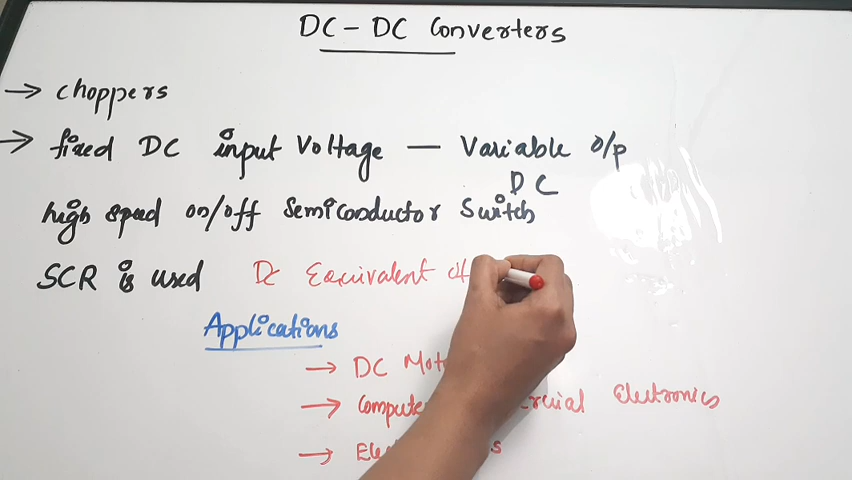 DC - DC Converters
→ choppers
→ fixed DC input Voltage — Variable o/p
DC
high speed on/off Semiconductor Switch
SCR is used DC Equivalent of
Applications
→ DC Mot
→ Compute rcial Electronics
→ Ele s